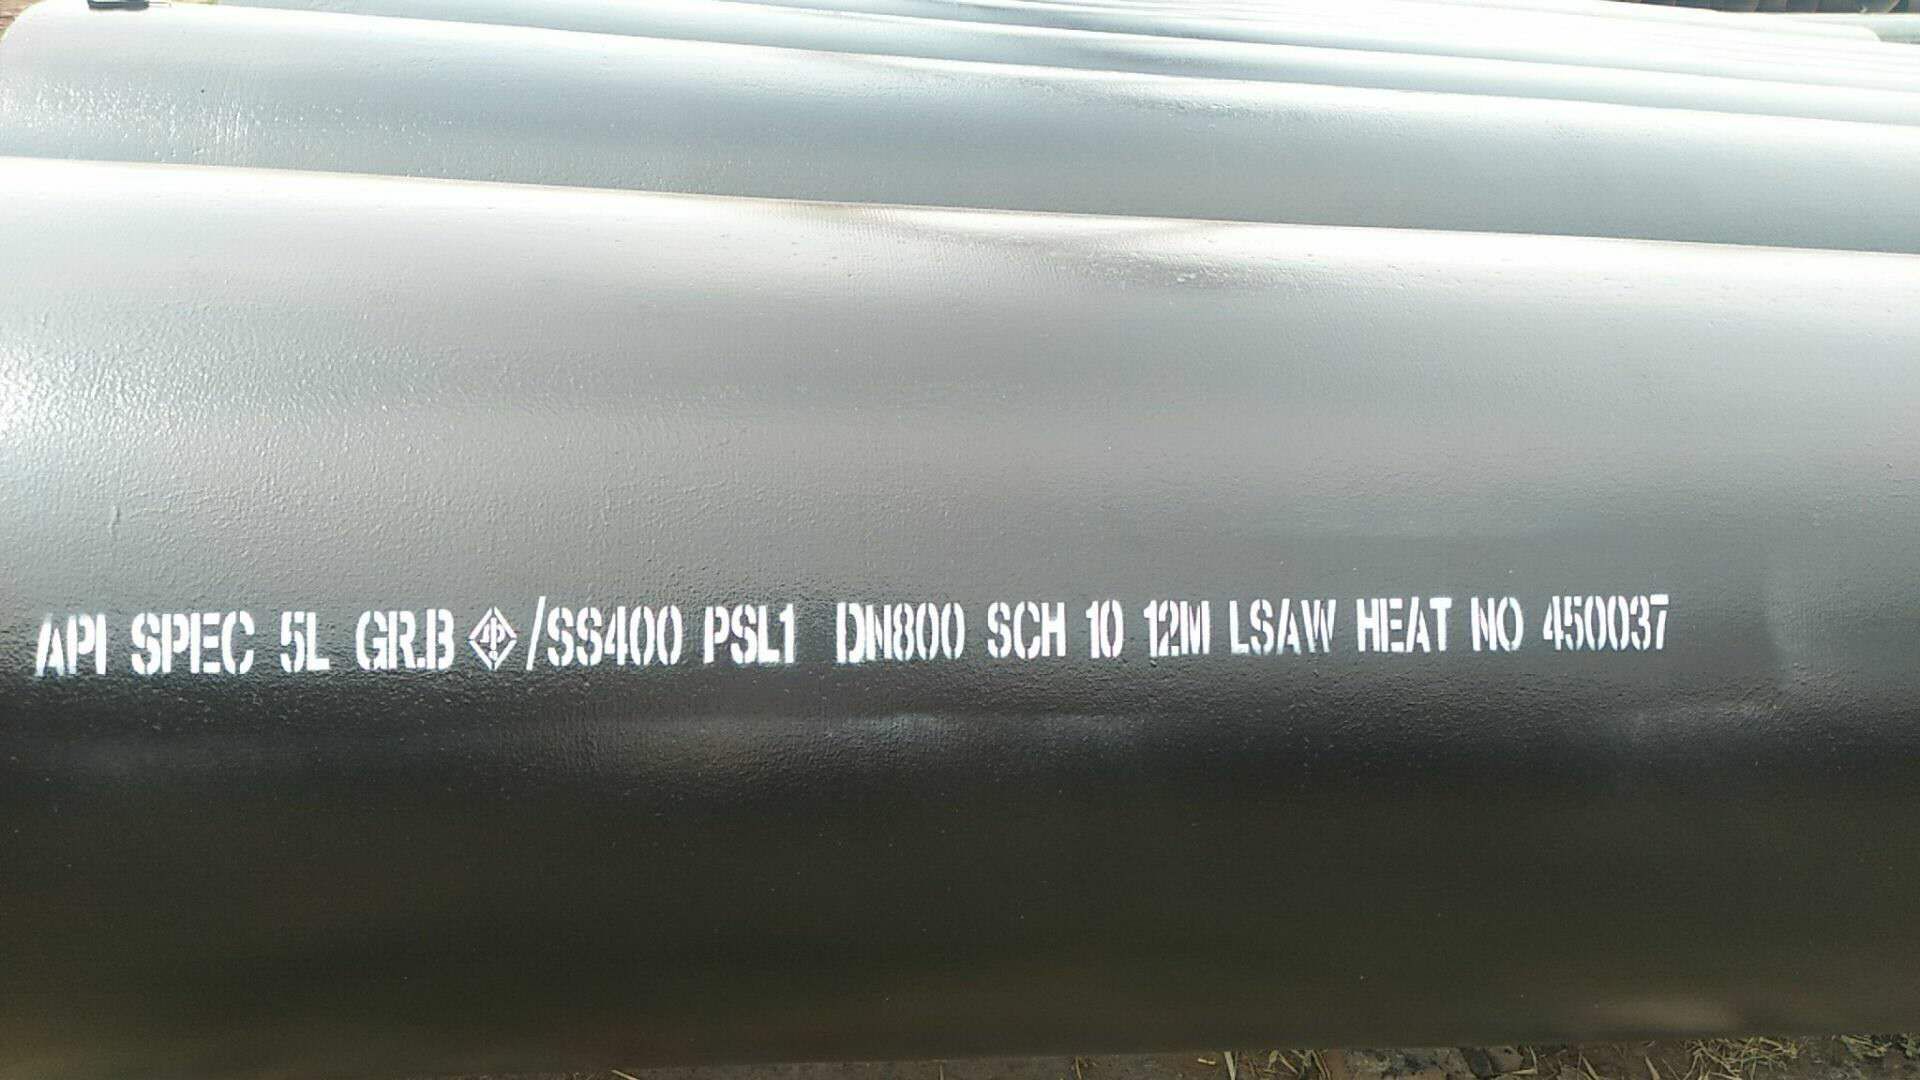 API SPEC 5L GR.B /SS400 PSL1 DN800 SCH 10 12M LSAW HEAT NO 450037